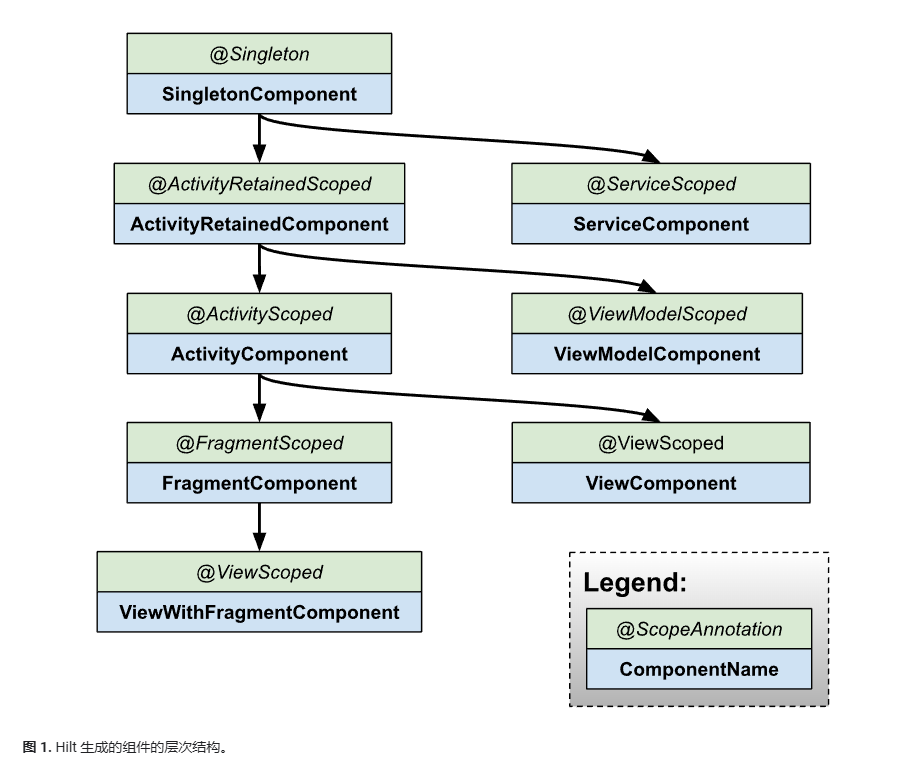 @Singleton
SingletonComponent
@ActivityRetainedScoped
ActivityRetainedComponent
@ServiceScoped
ServiceComponent
@ActivityScoped
ActivityComponent
@ViewModelScoped
ViewModelComponent
@FragmentScoped
FragmentComponent
@ViewScoped
ViewComponent
@ViewScoped
ViewWithFragmentComponent
Legend:
@ScopeAnnotation
ComponentName
图 1. Hilt 生成的组件的层次结构。